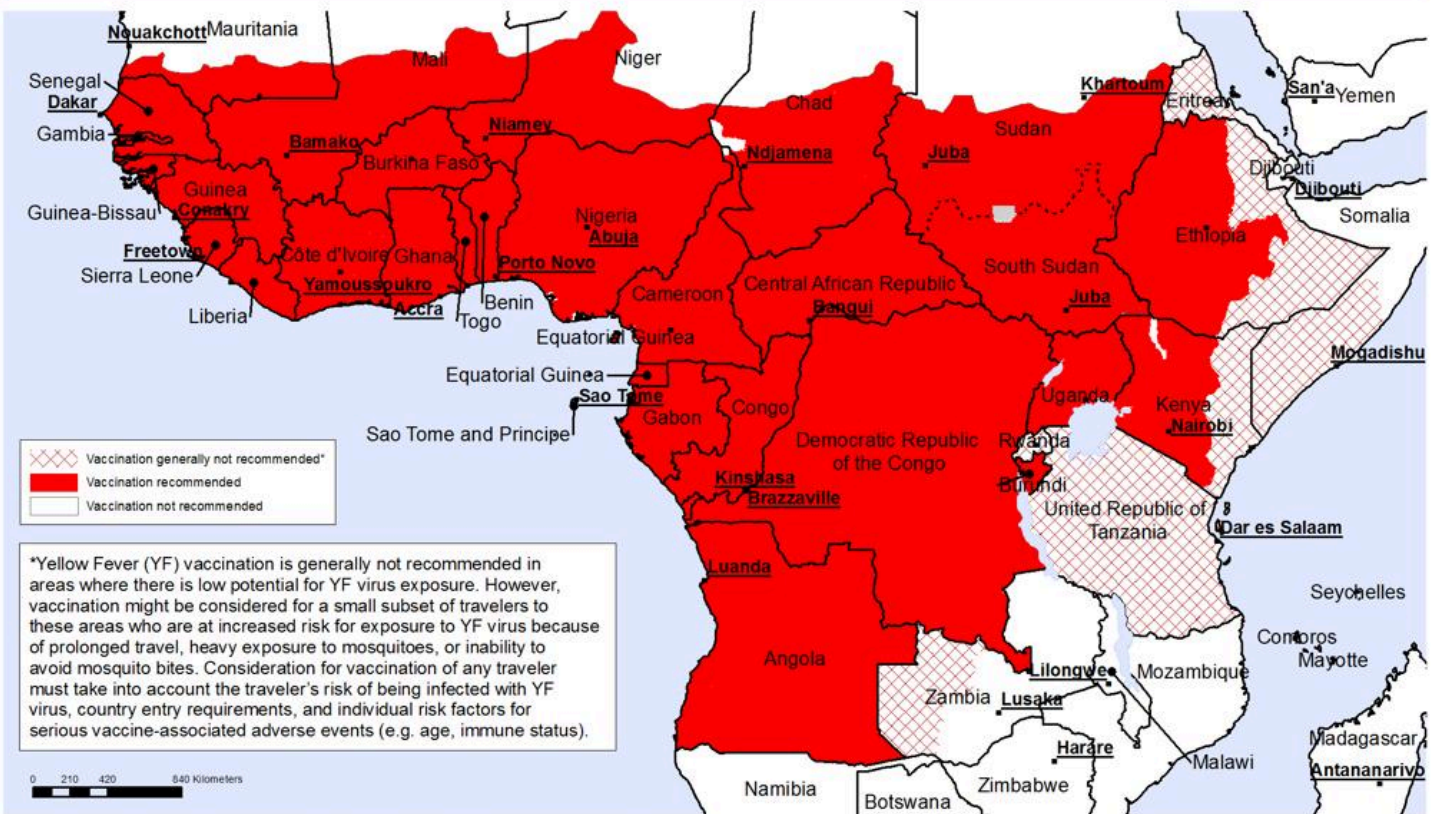 Nouakchott
Mauritania
Mali
Niger
Senegal
Dakar
Gambia
Bamako
Niamey
Burkina Faso
Chad
Ndjamena
Khartoum
Sudan
Juba
Eritrea
San'a
Yemen
Djibouti
Djibouti
Somalia
Guinea
Conakry
Guinea-Bissau
Nigeria
Abuja
Ethiopia
Freetown
Sierra Leone
Côte d'Ivoire
Ghana
Yamoussoukro
Porto Novo
Accra
Benin
Togo
Liberia
Cameroon
Central African Republic
Bangui
South Sudan
Juba
Equatorial Guinea
Equatorial Guinea
Sao Tome
Sao Tome and Principe
Gabon
Congo
Uganda
Kenya
Nairobi
Mogadishu
Democratic Republic
of the Congo
Rwanda
Burundi
Kinshasa
Brazzaville
United Republic of
Tanzania
Dar es Salaam
Luanda
Seychelles
Comoros
Mayotte
Angola
Zambia
Lilongwe
Lusaka
Mozambique
Harare
Malawi
Madagascar
Antananarivo
Namibia
Botswana
Zimbabwe
Vaccination generally not recommended*
Vaccination recommended
Vaccination not recommended
*Yellow Fever (YF) vaccination is generally not recommended in
areas where there is low potential for YF virus exposure. However,
vaccination might be considered for a small subset of travelers to
these areas who are at increased risk for exposure to YF virus because
of prolonged travel, heavy exposure to mosquitoes, or inability to
avoid mosquito bites. Consideration for vaccination of any traveler
must take into account the traveler's risk of being infected with YF
virus, country entry requirements, and individual risk factors for
serious vaccine-associated adverse events (e.g. age, immune status).
0 210 420 840 Kilometers